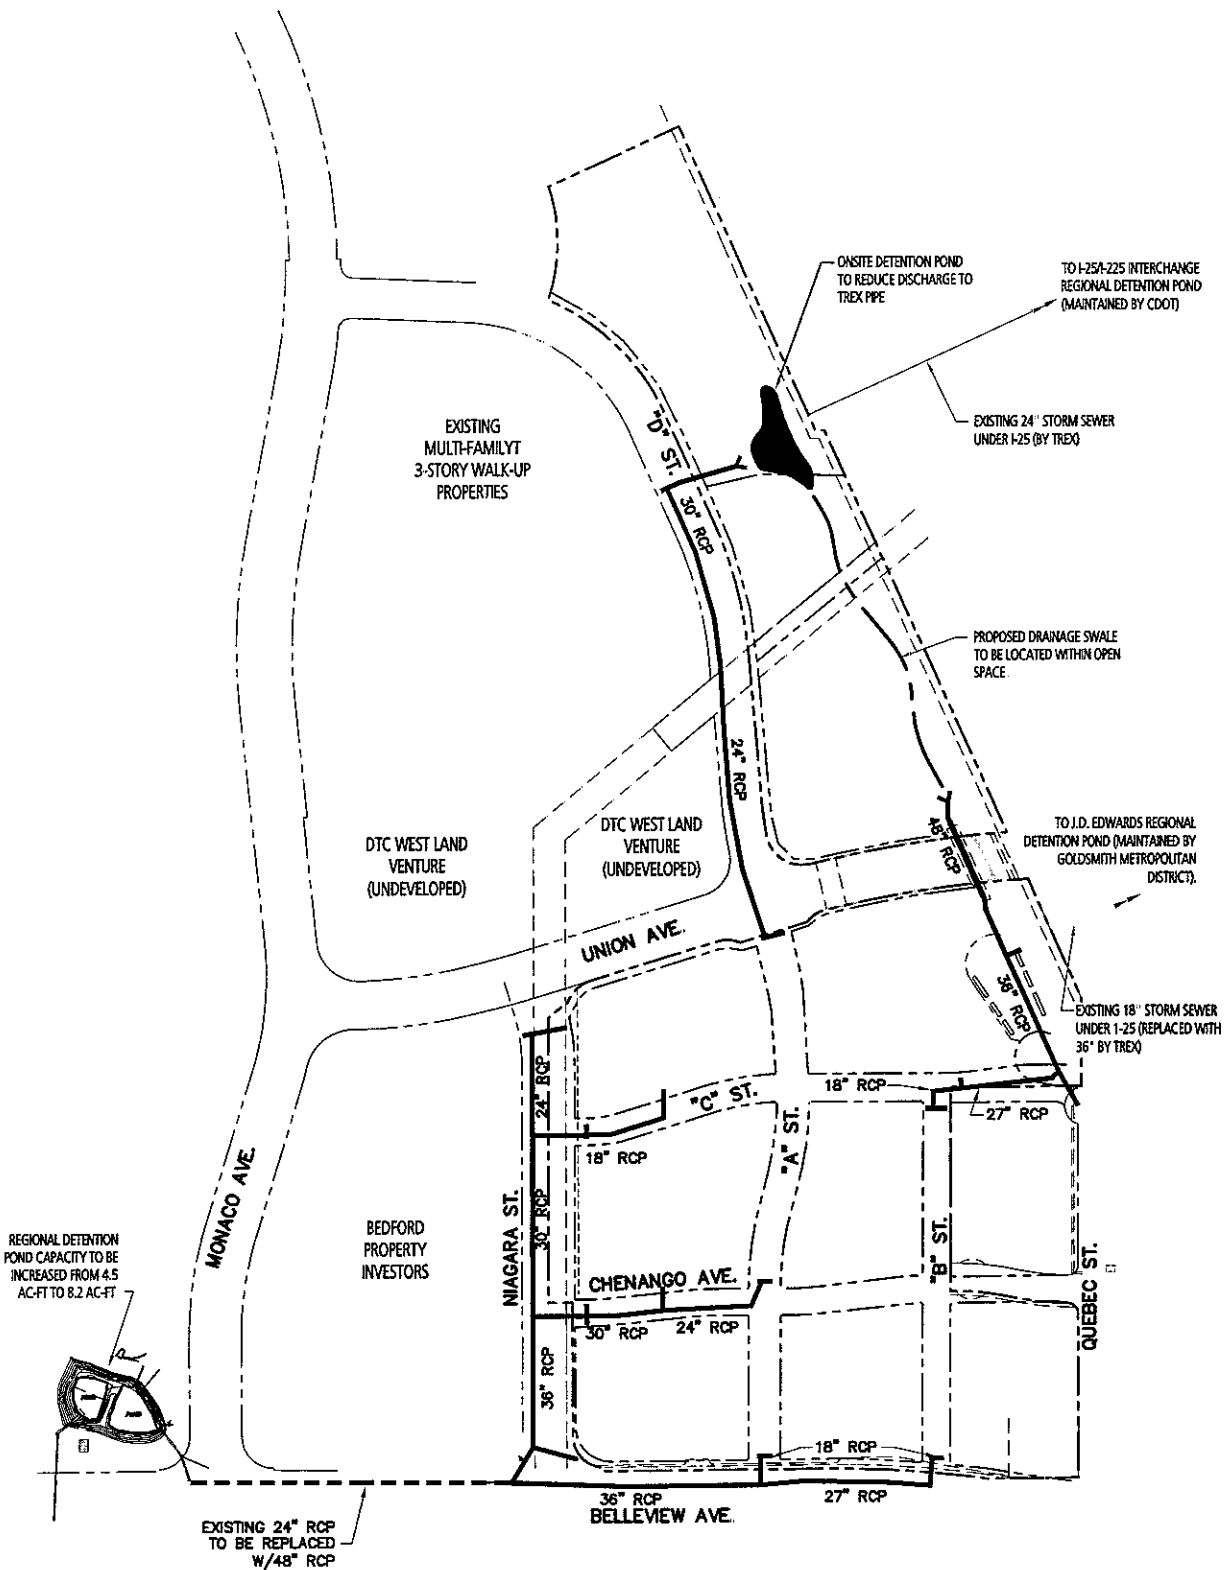 ONSITE DETENTION POND
TO REDUCE DISCHARGE TO
TREX PIPE
TO I-25/I-225 INTERCHANGE
REGIONAL DETENTION POND
(MAINTAINED BY CDOT)
EXISTING 24" STORM SEWER
UNDER I-25 (BY TREX)
EXISTING
MULTI-FAMILYT
3-STORY WALK-UP
PROPERTIES
"D" ST.
30" RCP
PROPOSED DRAINAGE SWALE
TO BE LOCATED WITHIN OPEN
SPACE.
24" RCP
48" RCP
TO J.D. EDWARDS REGIONAL
DETENTION POND (MAINTAINED BY
GOLDSMITH METROPOLITAN
DISTRICT).
DTC WEST LAND
VENTURE
(UNDEVELOPED)
DTC WEST LAND
VENTURE
(UNDEVELOPED)
UNION AVE.
36" RCP
EXISTING 18" STORM SEWER
UNDER 1-25 (REPLACED WITH
36" BY TREX)
24" RCP
"C" ST.
18" RCP
27" RCP
18" RCP
"A" ST.
MONACO AVE.
NIAGARA ST.
30" RCP
"B" ST.
QUEBEC ST.
BEDFORD
PROPERTY
INVESTORS
REGIONAL DETENTION
POND CAPACITY TO BE
INCREASED FROM 4.5
AC-FT TO 8.2 AC-FT
CHENANGO AVE.
30" RCP
24" RCP
36" RCP
18" RCP
36" RCP
27" RCP
BELLEVIEW AVE.
EXISTING 24" RCP
TO BE REPLACED
W/48" RCP